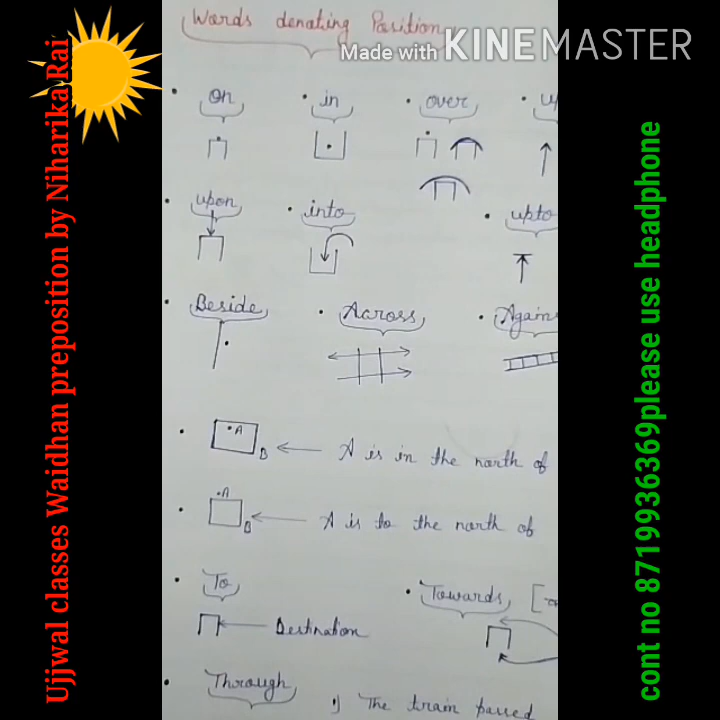 Words denating Position
Made with KINEMASTER
on in over
upon into upto
Beside Across
A
B A is in the north of
A
B A is to the north of
To Towards
Destination
Through
1) The train passed
Ujjwal classes Waidhan preposition by Niharika Rai
cont no 8719936369please use headphone